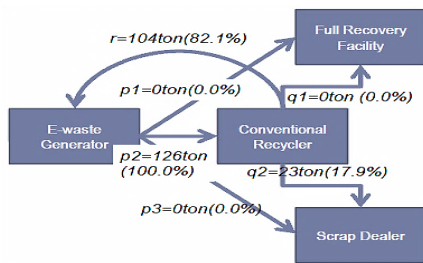 r=104ton(82.1%)
Full Recovery
Facility
p1=0ton(0.0%)
q1=0ton (0.0%)
E-waste
Generator
Conventional
Recycler
p2=126ton
(100.0%)
q2=23ton(17.9%)
p3=0ton(0.0%)
Scrap Dealer